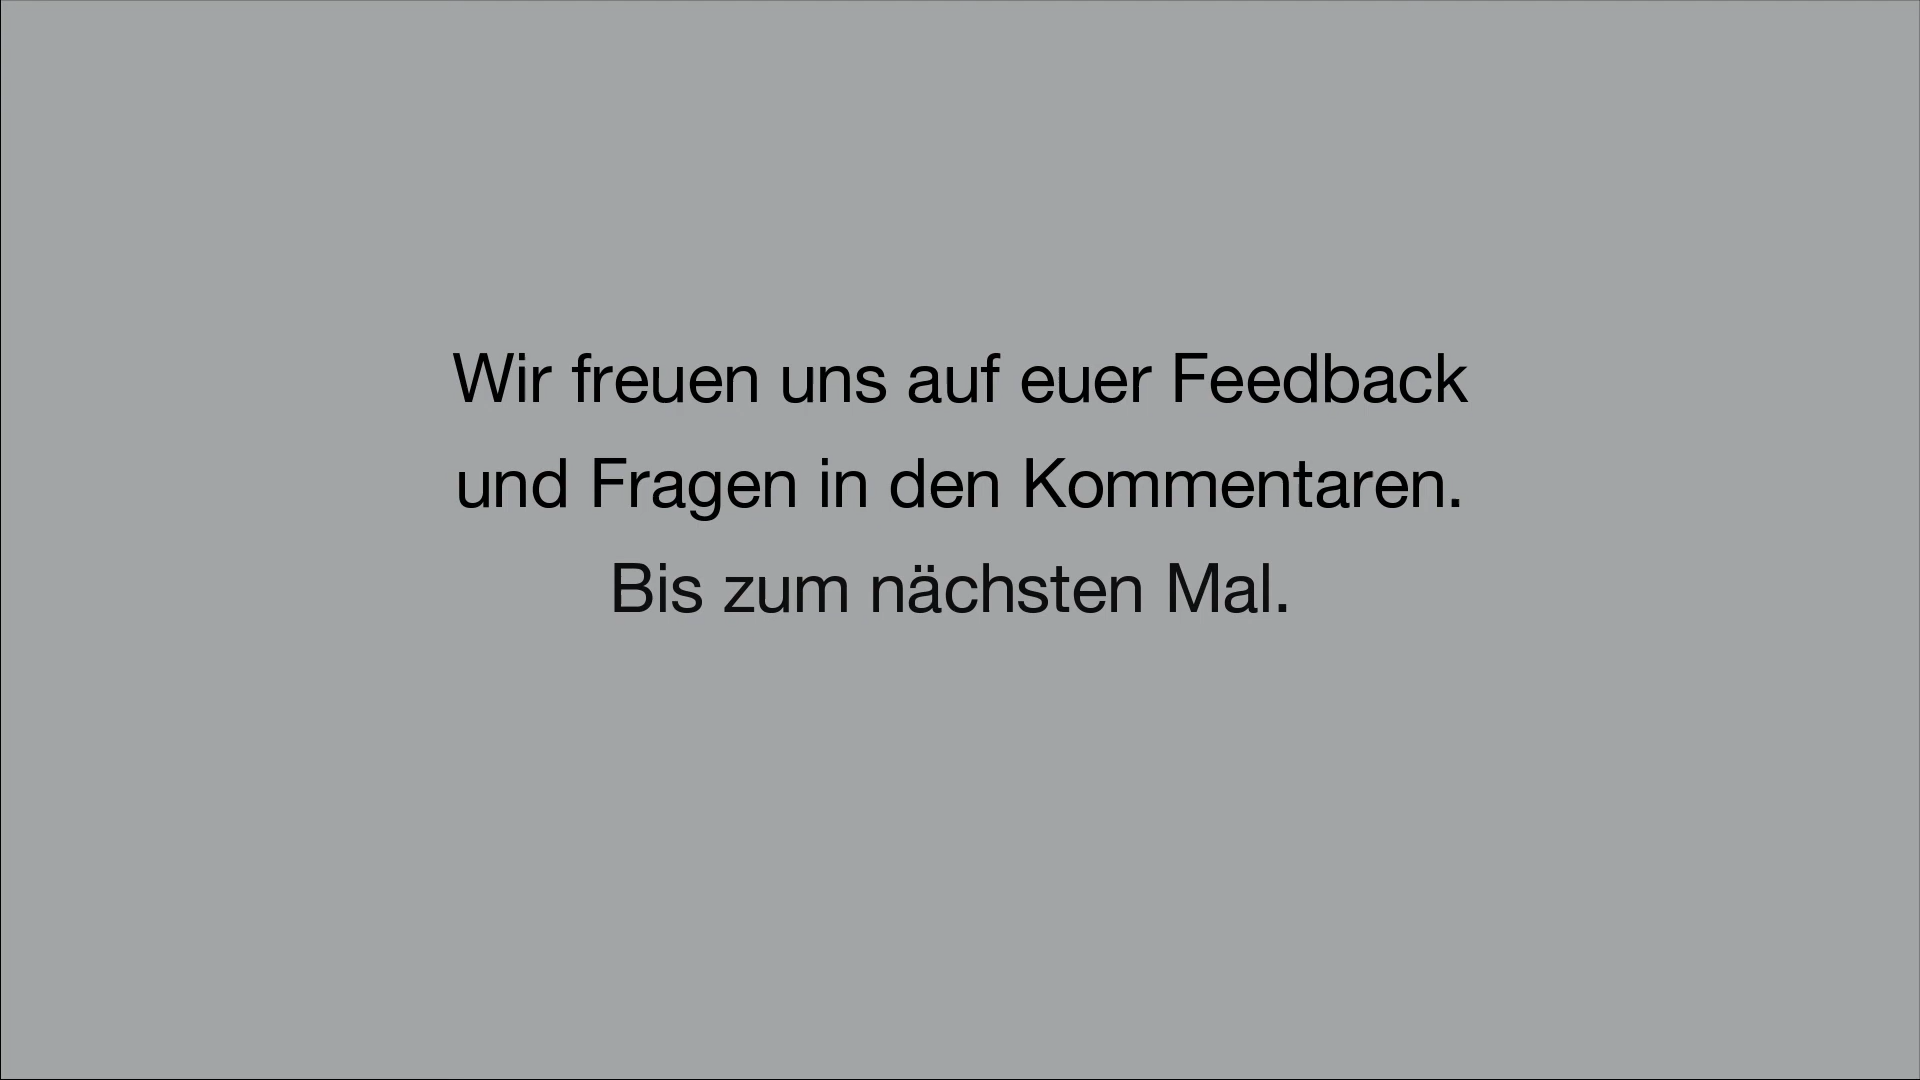 Wir freuen uns auf euer Feedback
und Fragen in den Kommentaren.
Bis zum nächsten Mal.